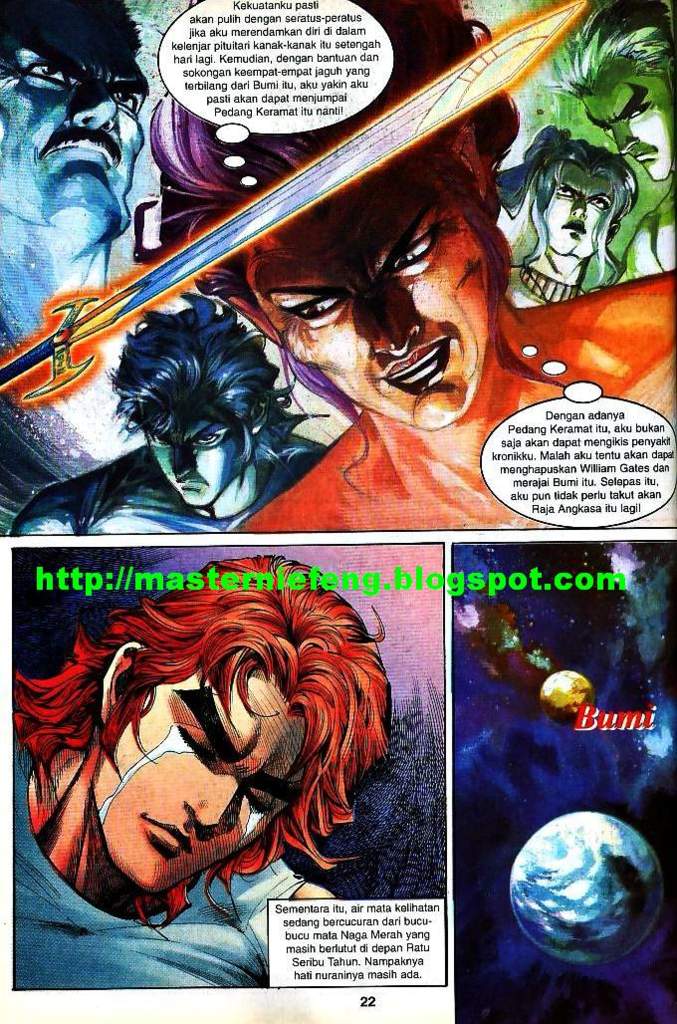 Kekuatanku pasti
akan pulih dengan seratus-peratus
jika aku merendamkan diri di dalam
kelenjar pituitari kanak-kanak itu setengah
hari lagi. Kemudian, dengan bantuan dan
sokongan keempat-empat jaguh yang
terbilang dari Bumi itu, aku yakin aku
pasti akan dapat menjumpai
Pedang Keramat itu nanti!
Dengan adanya
Pedang Keramat itu, aku bukan
saja akan dapat mengikis penyakit
kronikku. Malah aku tentu akan dapat
menghapuskan William Gates dan
merajai Bumi itu. Selepas itu,
aku pun tidak perlu takut akan
Raja Angkasa itu lagi!
http://masterniefeng.blogspot.com
Bumi
Sementara itu, air mata kelihatan
sedang bercucuran dari bucu-
bucu mata Naga Merah yang
masih berlutut di depan Ratu
Seribu Tahun. Nampaknya
hati nuraninya masih ada.
22